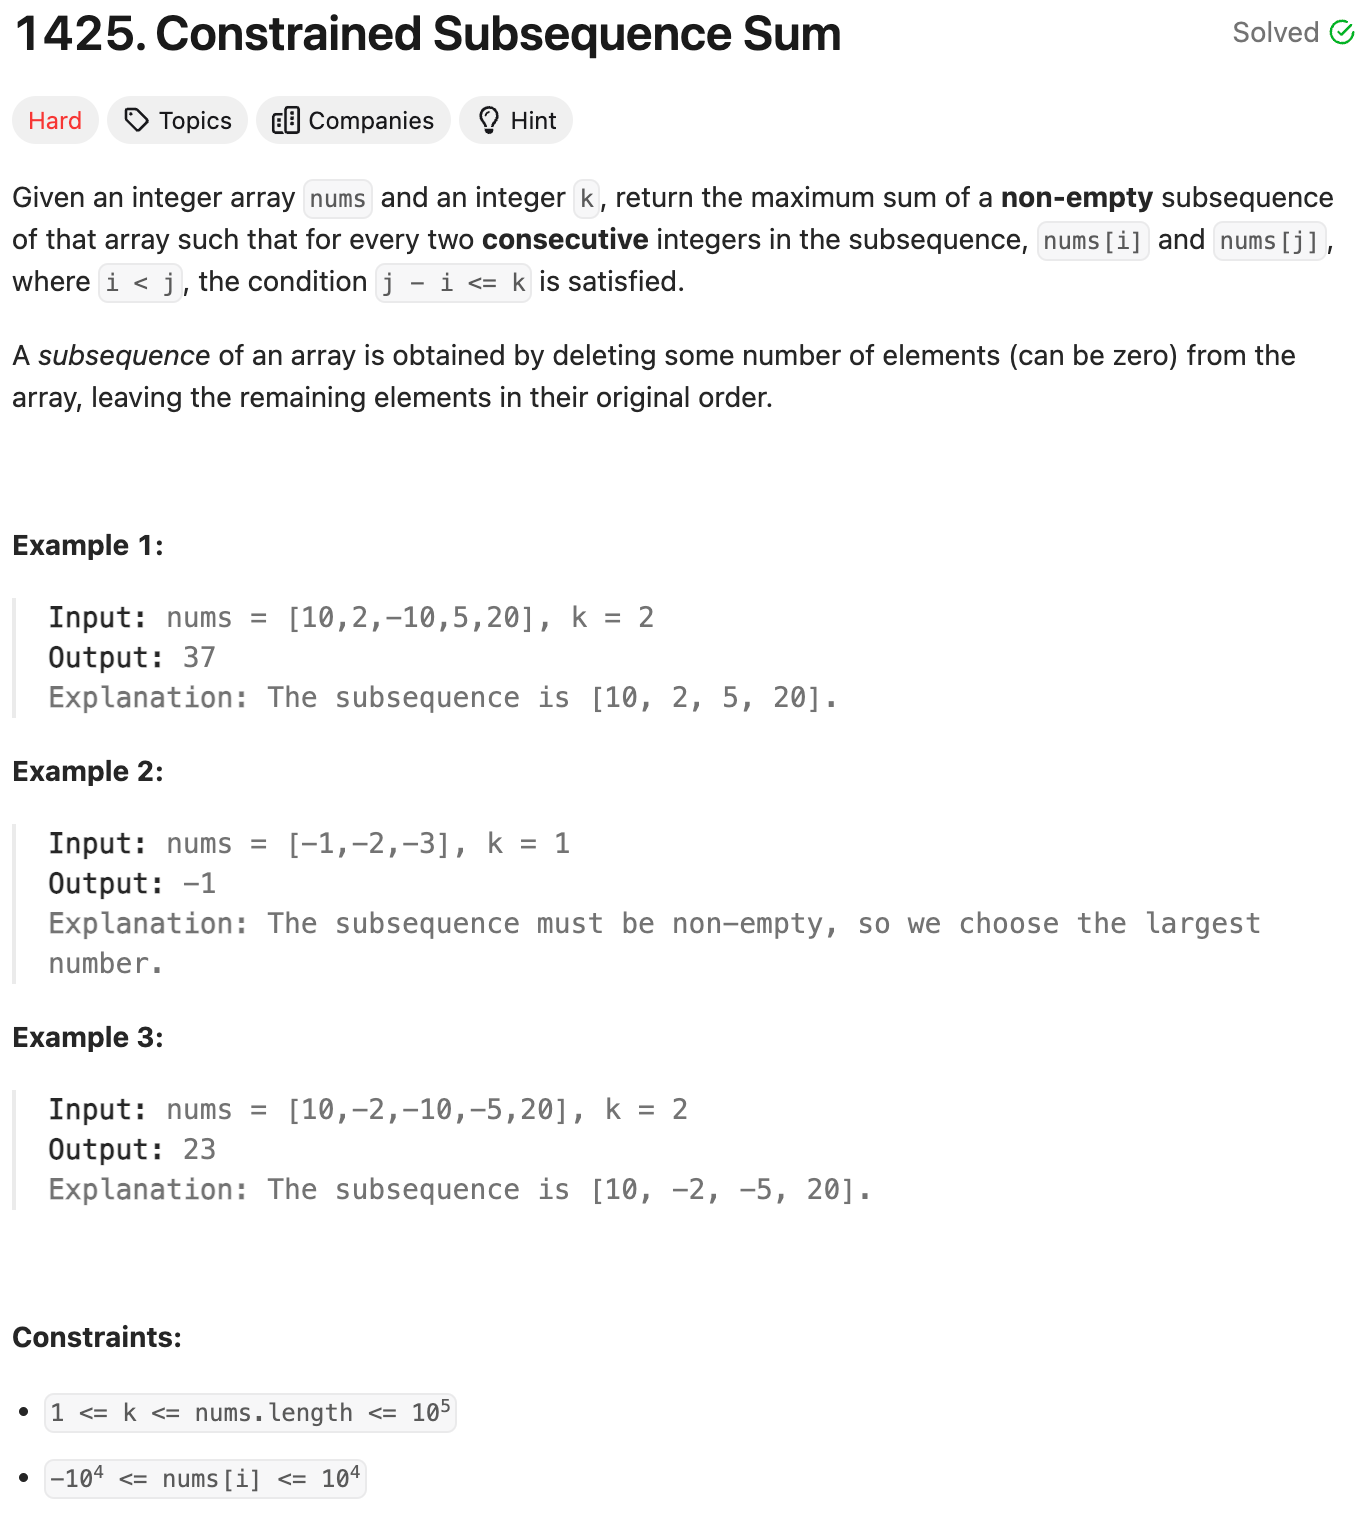 1425. Constrained Subsequence Sum
Solved
Hard
Topics
Companies
Hint
Given an integer array nums and an integer k, return the maximum sum of a non-empty subsequence
of that array such that for every two consecutive integers in the subsequence, nums[i] and nums[j],
where i < j, the condition j - i <= k is satisfied.
A subsequence of an array is obtained by deleting some number of elements (can be zero) from the
array, leaving the remaining elements in their original order.
Example 1:
Input: nums = [10,2,-10,5,20], k = 2
Output: 37
Explanation: The subsequence is [10, 2, 5, 20].
Example 2:
Input: nums = [-1,-2,-3], k = 1
Output: -1
Explanation: The subsequence must be non-empty, so we choose the largest
number.
Example 3:
Input: nums = [10,-2,-10,-5,20], k = 2
Output: 23
Explanation: The subsequence is [10, -2, -5, 20].
Constraints:
• 1 <= k <= nums.length <= 10⁵
• -10⁴ <= nums[i] <= 10⁴